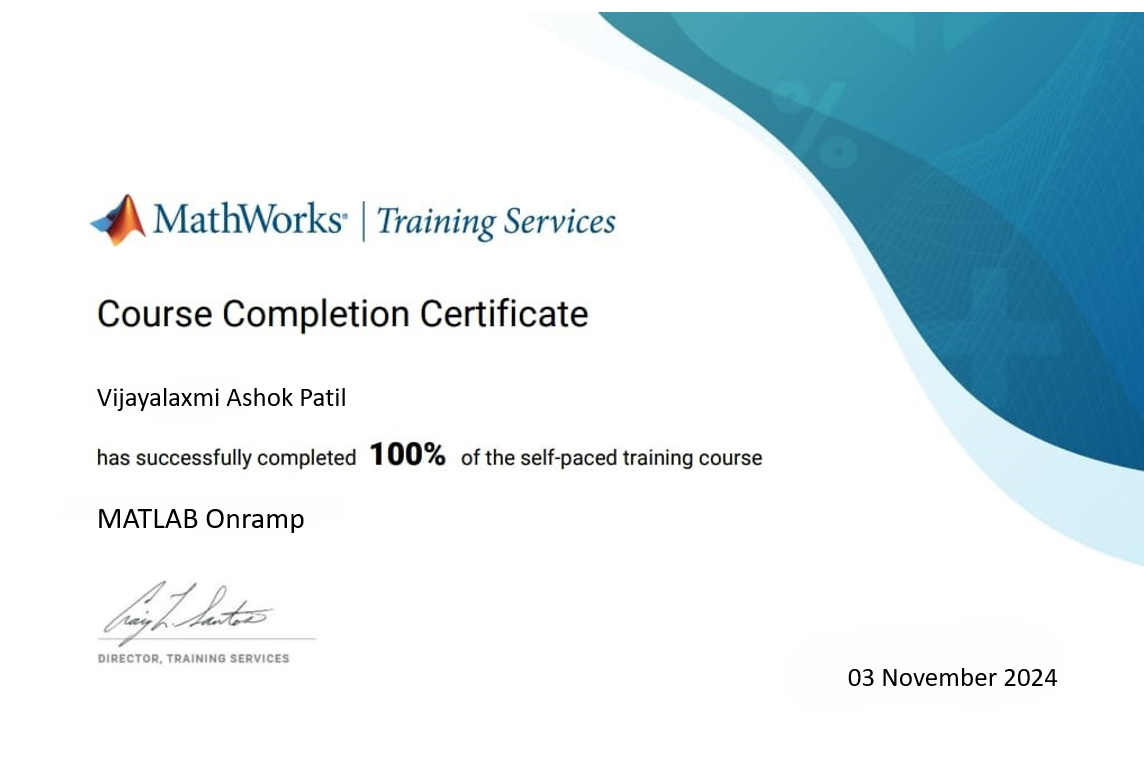 MathWorks® | Training Services
Course Completion Certificate
Vijayalaxmi Ashok Patil
has successfully completed 100% of the self-paced training course
MATLAB Onramp
Craig L. Santos
DIRECTOR, TRAINING SERVICES
03 November 2024